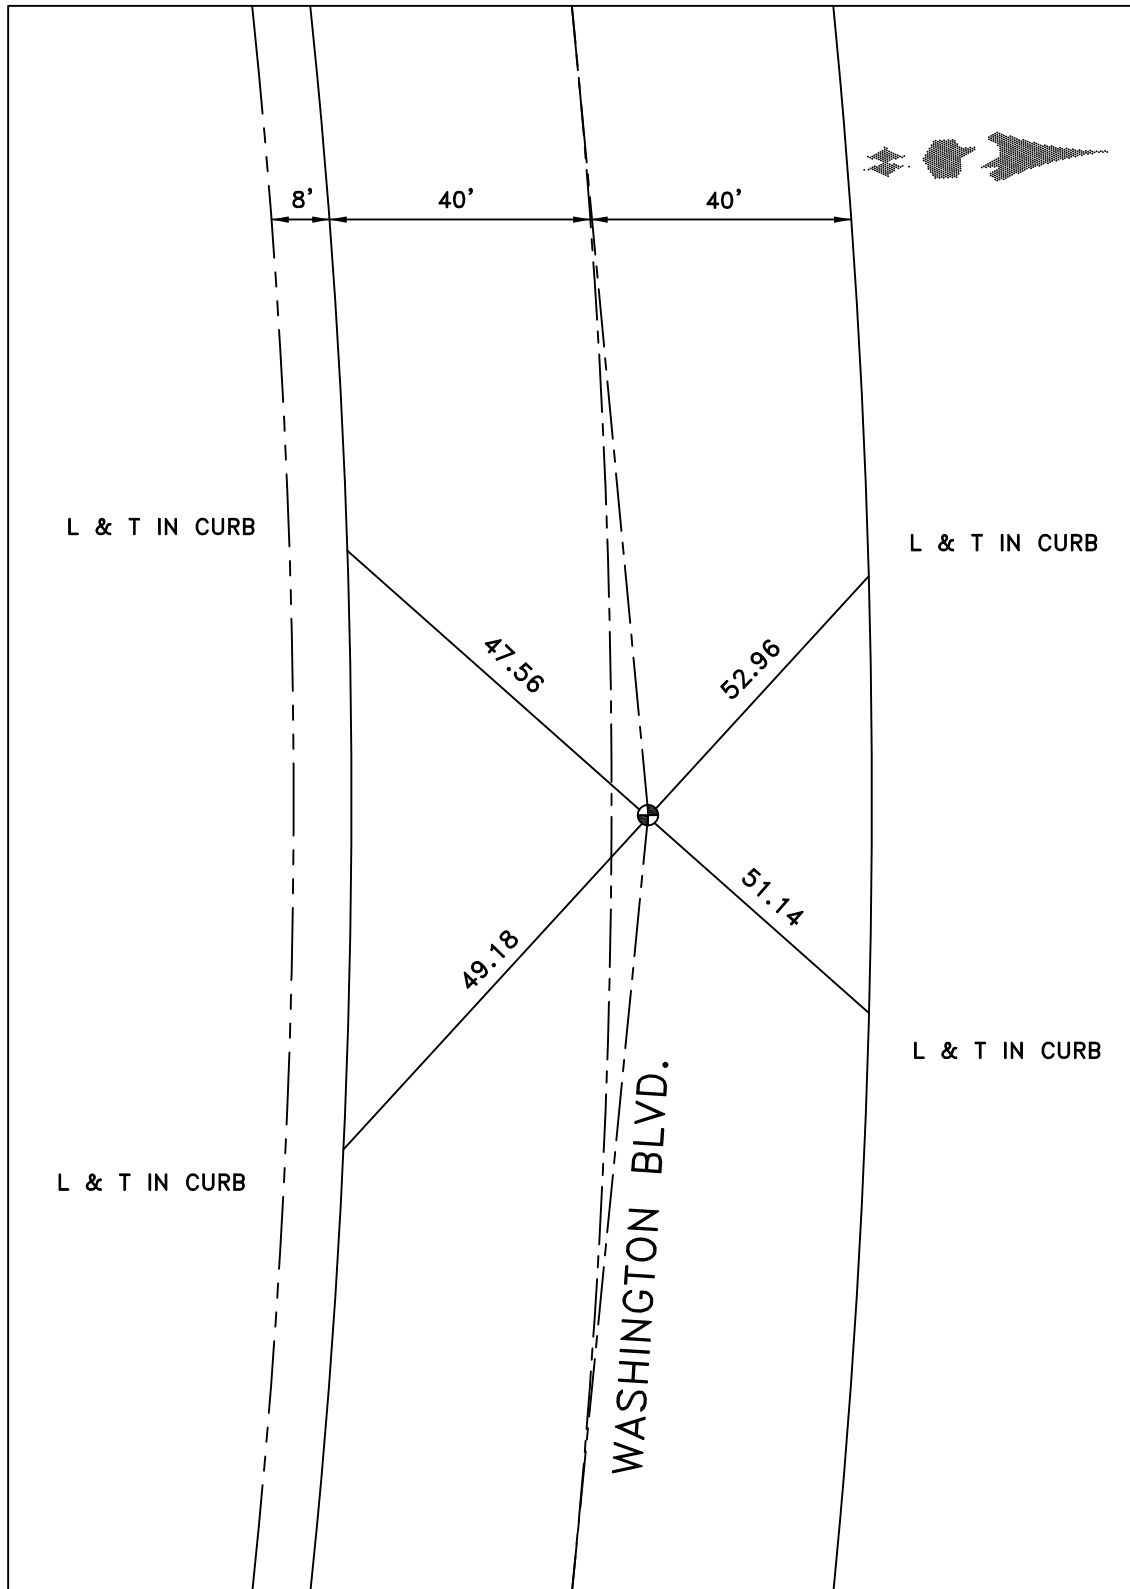 8'
40'
40'
L & T IN CURB
L & T IN CURB
47.56
52.96
51.14
49.18
L & T IN CURB
WASHINGTON BLVD.
L & T IN CURB